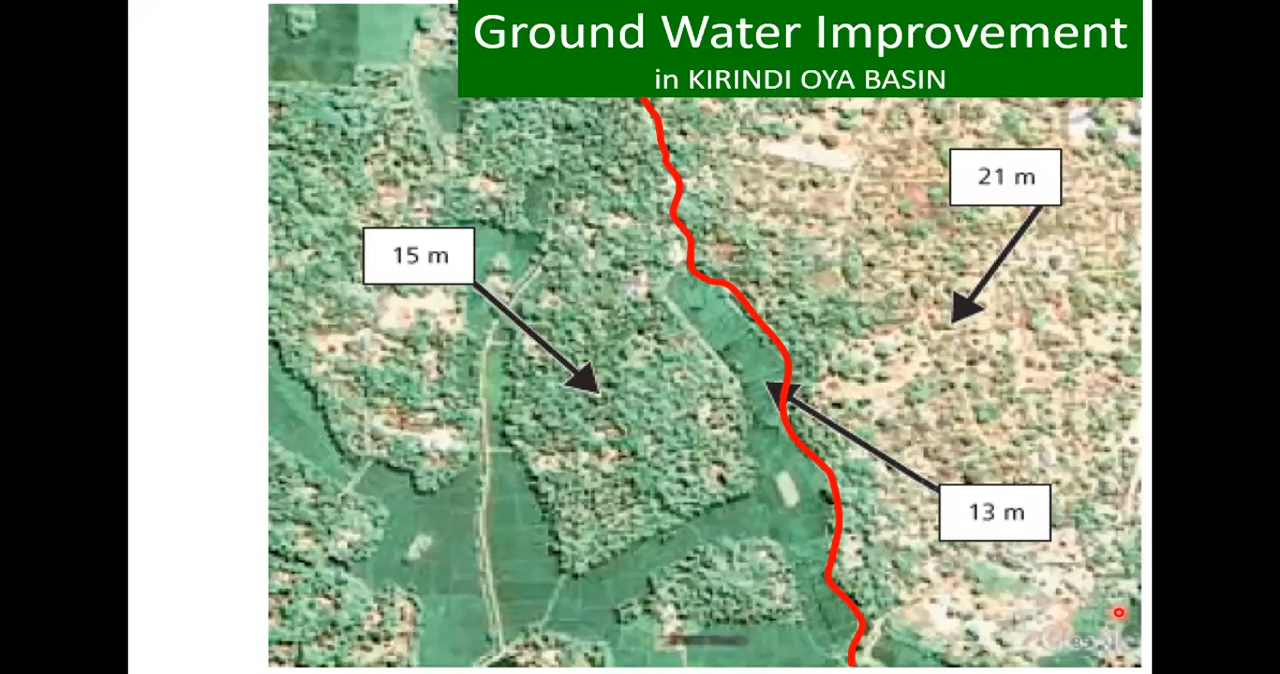 Ground Water Improvement
in KIRINDI OYA BASIN
21 m
15 m
13 m